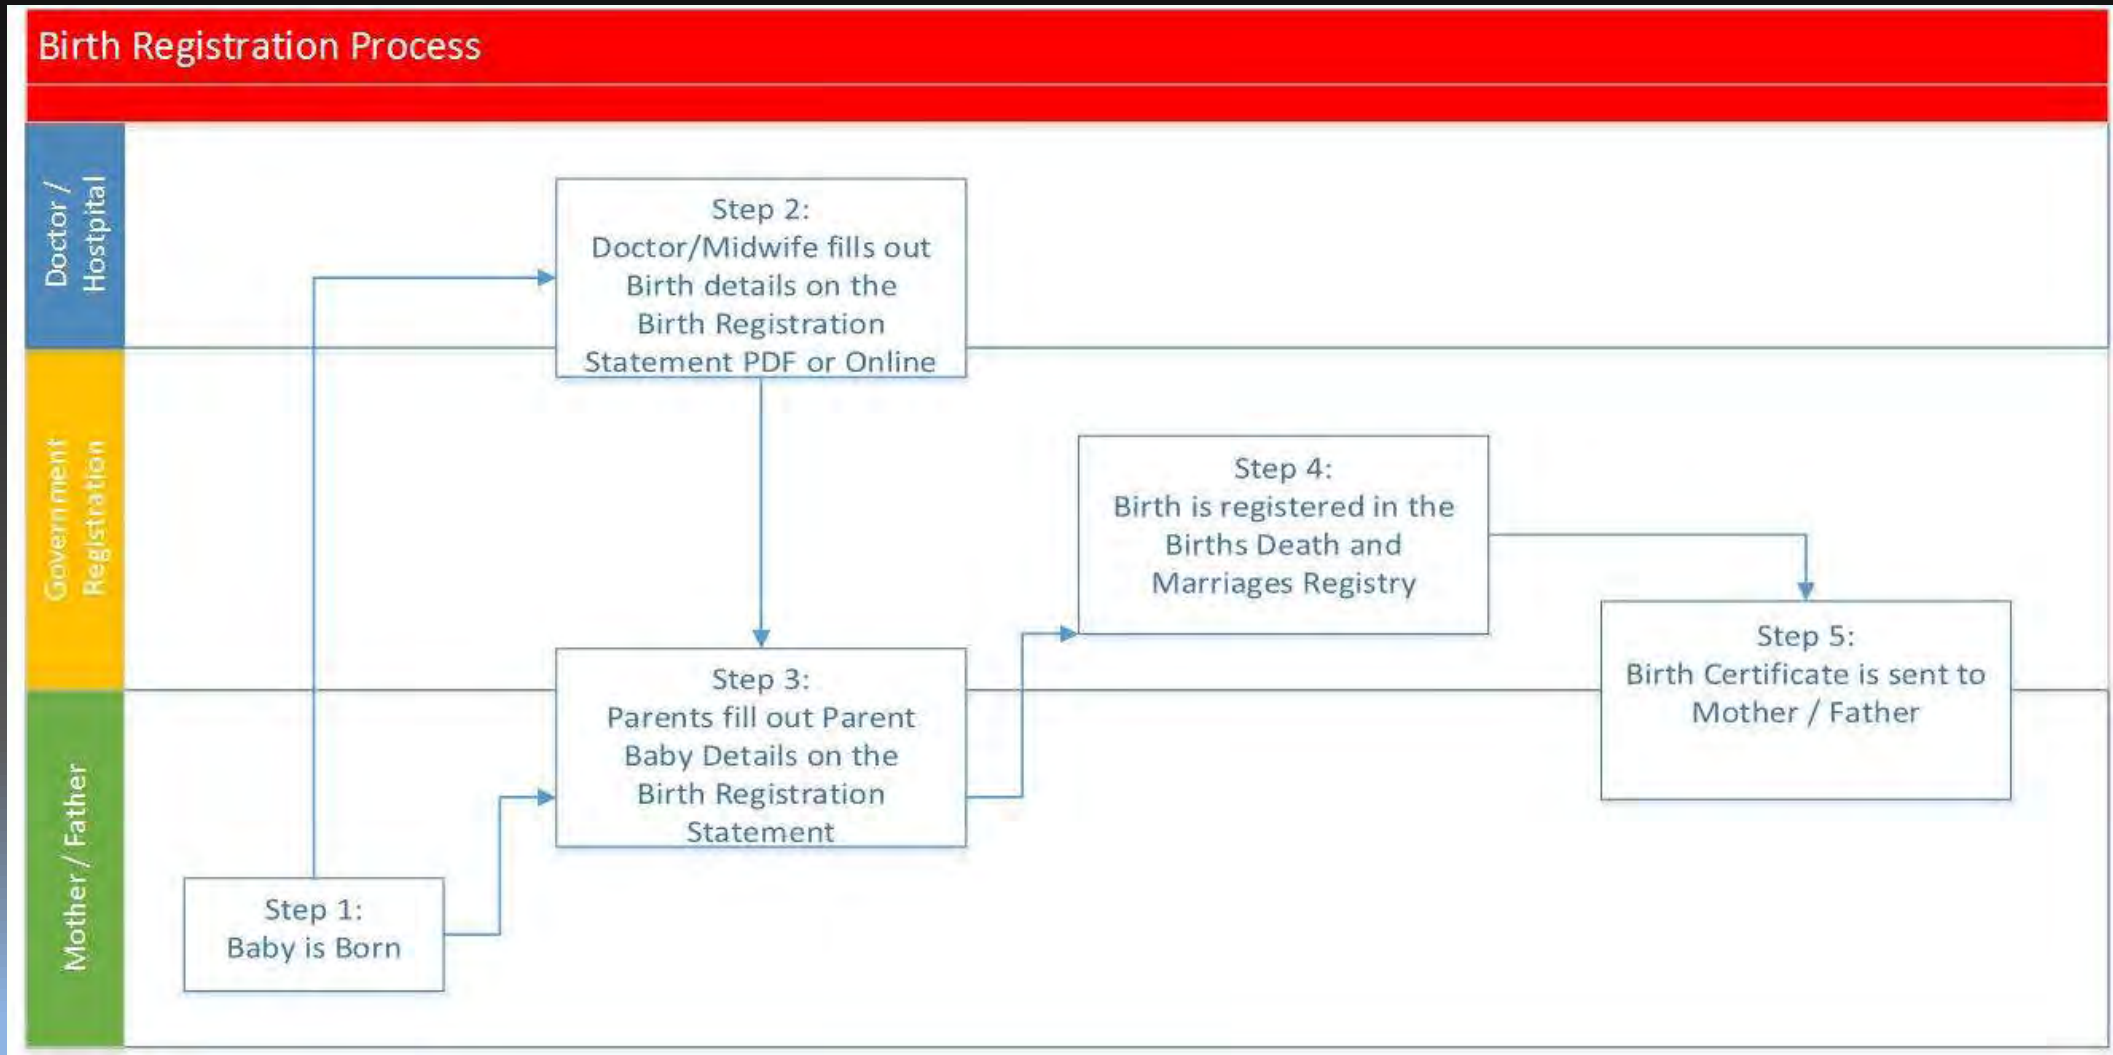 Birth Registration Process
Doctor /
Hostpital
Step 2:
Doctor/Midwife fills out
Birth details on the
Birth Registration
Statement PDF or Online
Government
Registration
Step 4:
Birth is registered in the
Births Death and
Marriages Registry
Step 5:
Birth Certificate is sent to
Mother / Father
Step 3:
Parents fill out Parent
Baby Details on the
Birth Registration
Statement
Mother / Father
Step 1:
Baby is Born